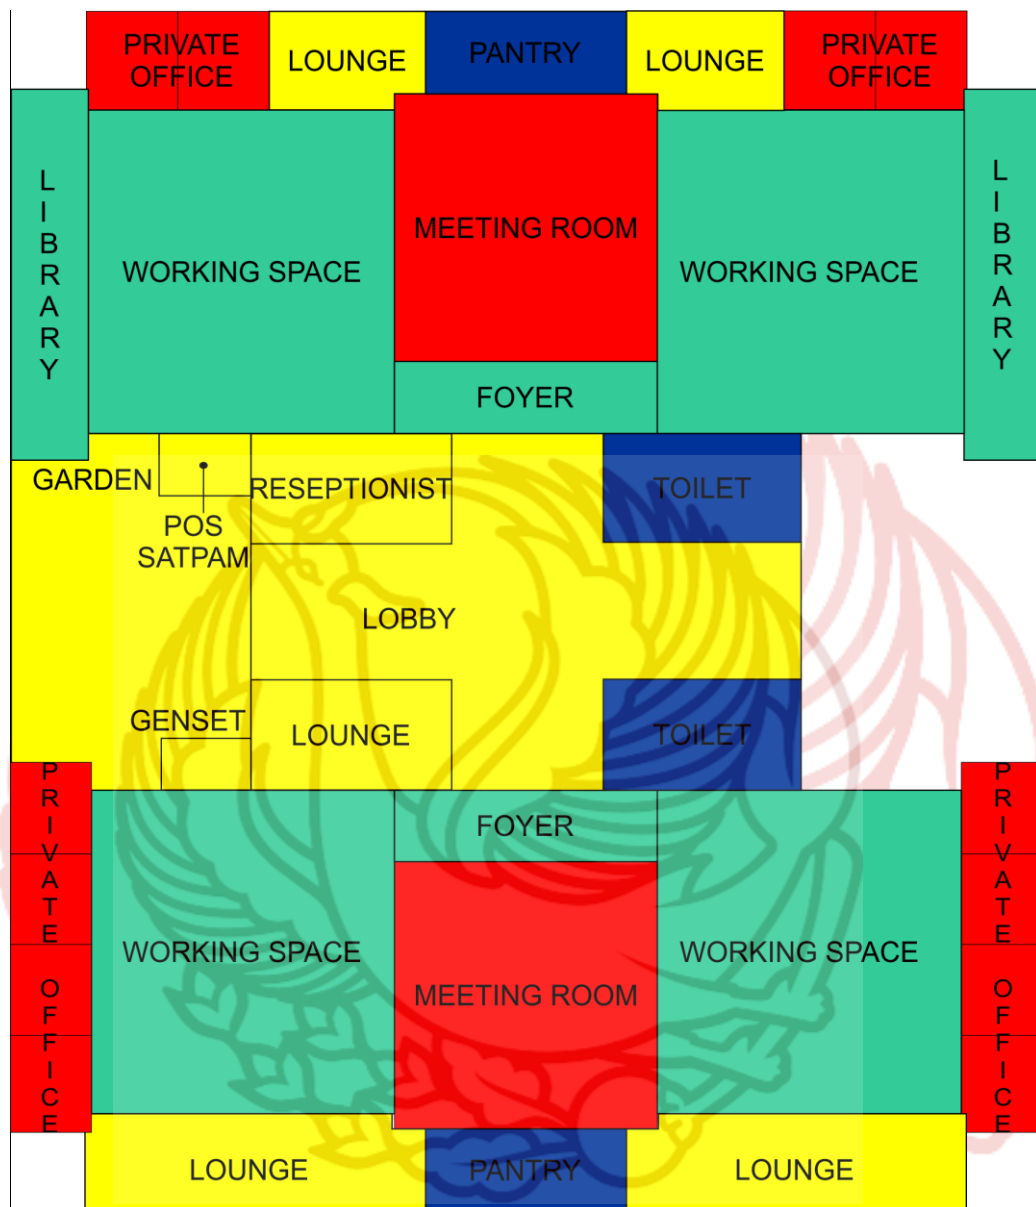 PRIVATE
OFFICE
LOUNGE
PANTRY
LOUNGE
PRIVATE
OFFICE
LIBRARY
WORKING SPACE
MEETING ROOM
WORKING SPACE
LIBRARY
FOYER
GARDEN
POS
SATPAM
RESEPTIONIST
TOILET
LOBBY
GENSET
LOUNGE
TOILET
PRIVATE OFFICE
FOYER
WORKING SPACE
MEETING ROOM
WORKING SPACE
PRIVATE OFFICE
LOUNGE
PANTRY
LOUNGE